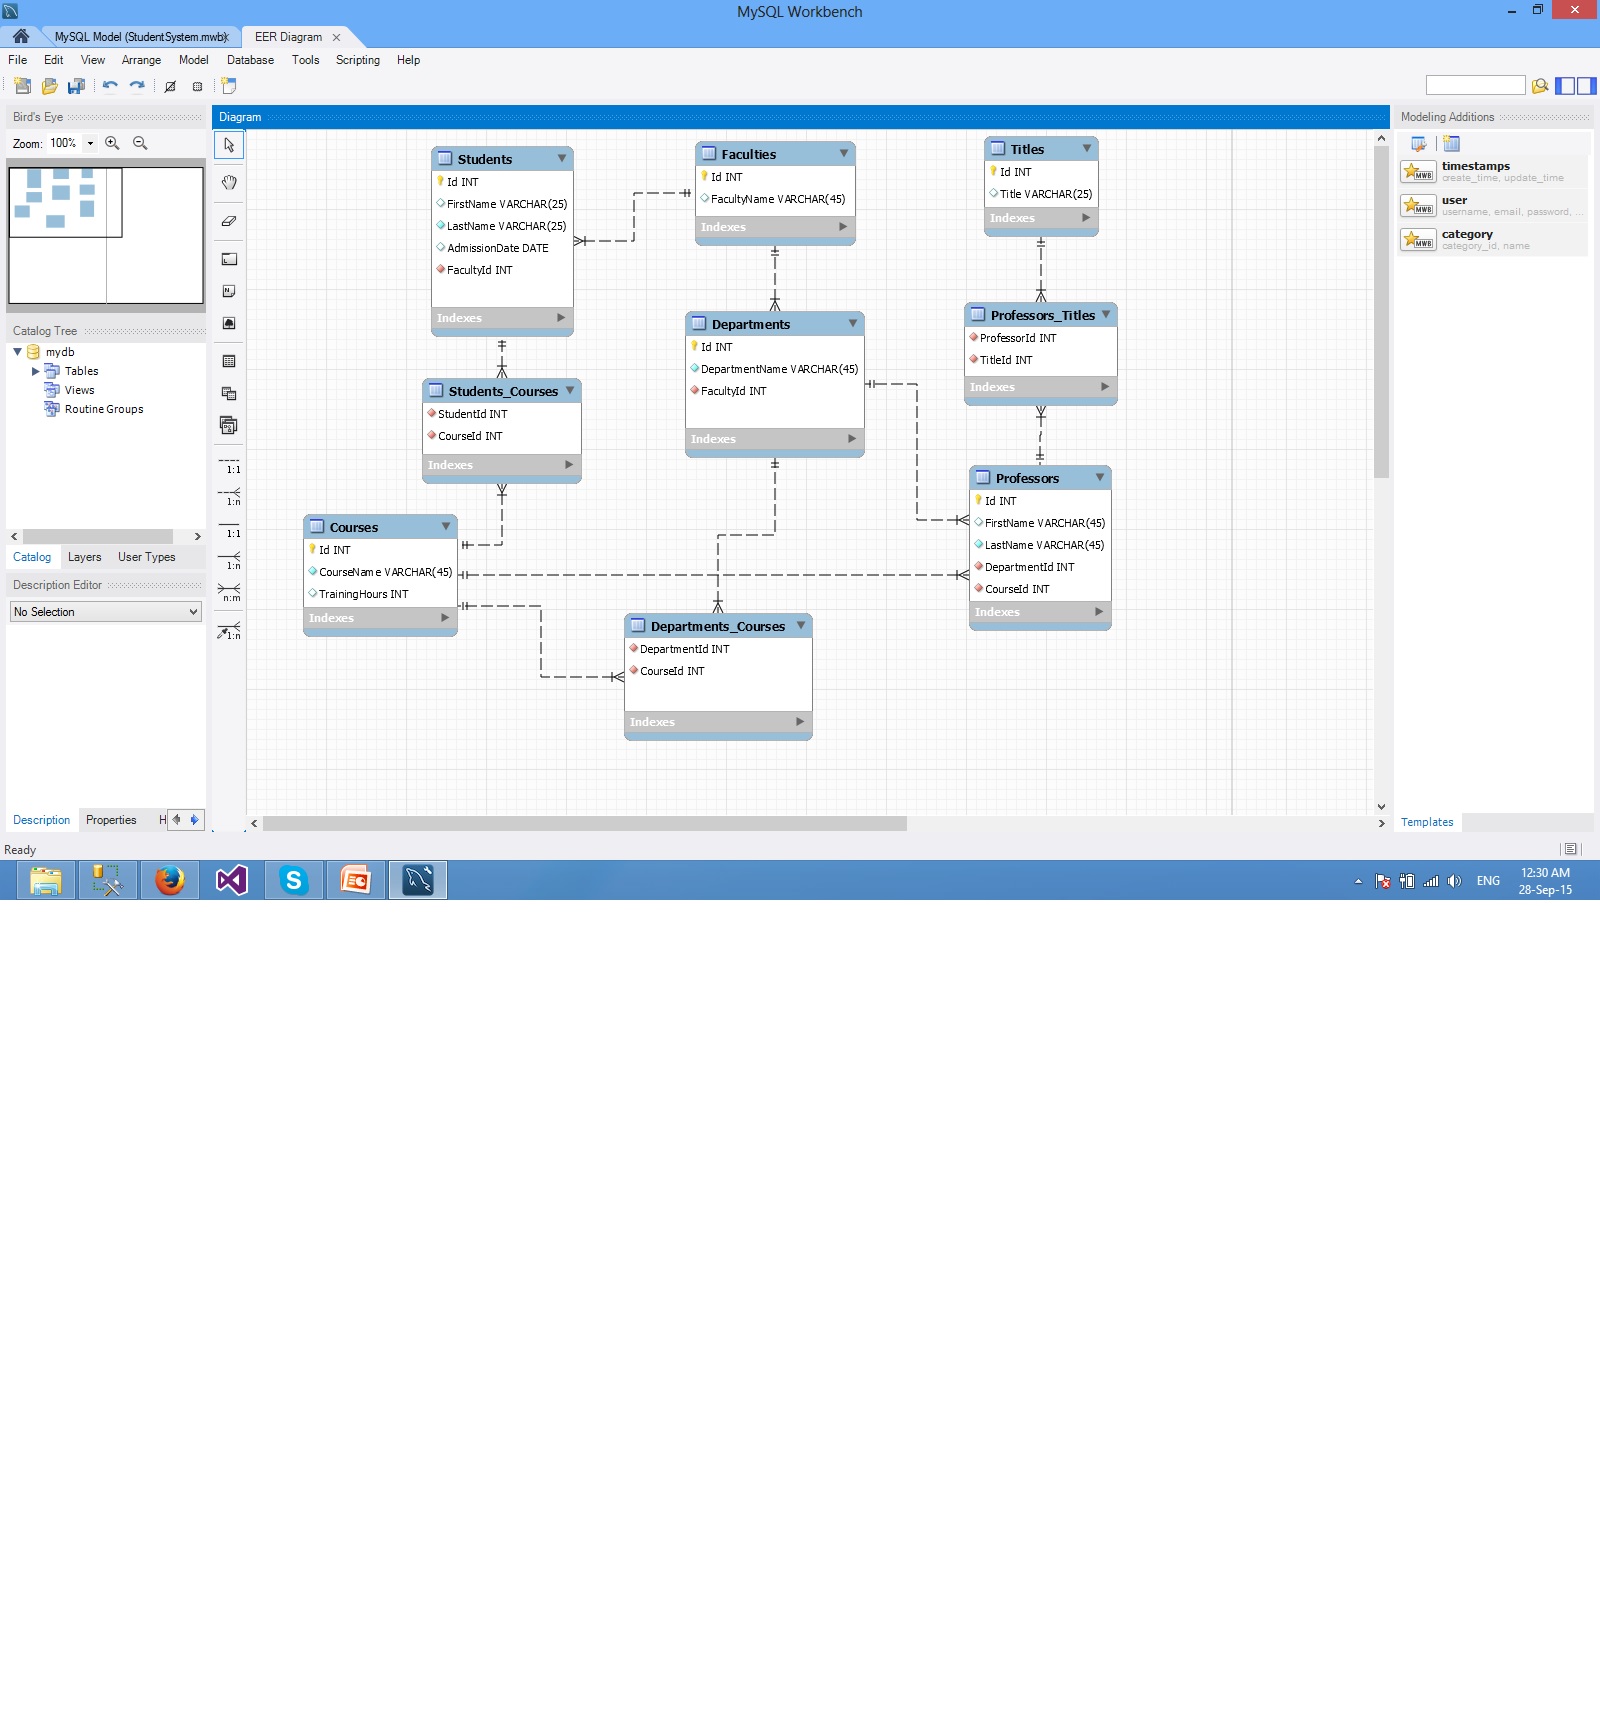 MySQL Workbench
MySQL Model (StudentSystem.mwb)
EER Diagram
File Edit View Arrange Model Database Tools Scripting Help
Bird's Eye
Zoom: 100%
Catalog Tree
mydb
Tables
Views
Routine Groups
Catalog Layers User Types
Description Editor
No Selection
Description Properties H
Diagram
1:1
1:n
1:1
1:n
n:m
1:n
Students
Id INT
FirstName VARCHAR(25)
LastName VARCHAR(25)
AdmissionDate DATE
FacultyId INT
Indexes
Faculties
Id INT
FacultyName VARCHAR(45)
Indexes
Titles
Id INT
Title VARCHAR(25)
Indexes
Departments
Id INT
DepartmentName VARCHAR(45)
FacultyId INT
Indexes
Professors_Titles
ProfessorId INT
TitleId INT
Indexes
Students_Courses
StudentId INT
CourseId INT
Indexes
Professors
Id INT
FirstName VARCHAR(45)
LastName VARCHAR(45)
DepartmentId INT
CourseId INT
Indexes
Courses
Id INT
CourseName VARCHAR(45)
TrainingHours INT
Indexes
Departments_Courses
DepartmentId INT
CourseId INT
Indexes
Modeling Additions
timestamps
create_time, update_time
user
username, email, password, ...
category
category_id, name
Templates
Ready
ENG
12:30 AM
28-Sep-15